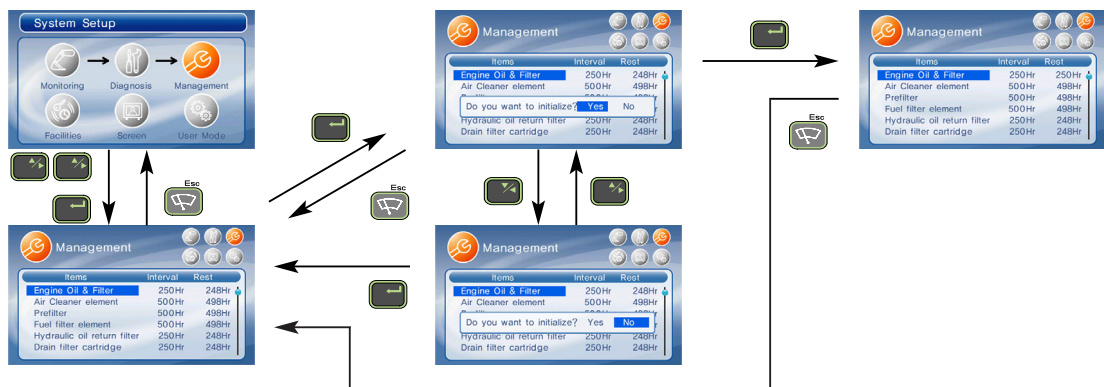 System Setup
Monitoring Diagnosis Management
Facilities Screen User Mode
Management
Items Interval Rest
Engine Oil & Filter 250Hr 248Hr
Air Cleaner element 500Hr 498Hr
Do you want to initialize? Yes No
Hydraulic oil return filter 250Hr 248Hr
Drain filter cartridge 250Hr 248Hr
Management
Items Interval Rest
Engine Oil & Filter 250Hr 250Hr
Air Cleaner element 500Hr 498Hr
Prefilter 500Hr 498Hr
Fuel filter element 500Hr 498Hr
Hydraulic oil return filter 250Hr 248Hr
Drain filter cartridge 250Hr 248Hr
Esc
Esc
Esc
Management
Items Interval Rest
Engine Oil & Filter 250Hr 248Hr
Air Cleaner element 500Hr 498Hr
Prefilter 500Hr 498Hr
Fuel filter element 500Hr 498Hr
Hydraulic oil return filter 250Hr 248Hr
Drain filter cartridge 250Hr 248Hr
Management
Items Interval Rest
Engine Oil & Filter 250Hr 248Hr
Air Cleaner element 500Hr 498Hr
Do you want to initialize? Yes No
Hydraulic oil return filter 250Hr 248Hr
Drain filter cartridge 250Hr 248Hr